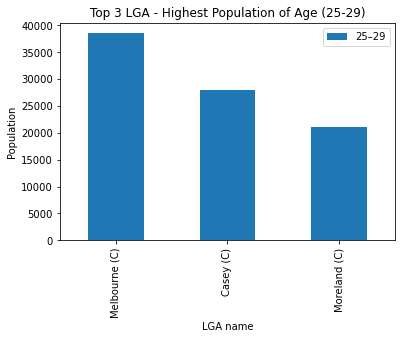 Top 3 LGA - Highest Population of Age (25-29)
25–29
Population
40000
35000
30000
25000
20000
15000
10000
5000
0
Melbourne (C)
Casey (C)
Moreland (C)
LGA name